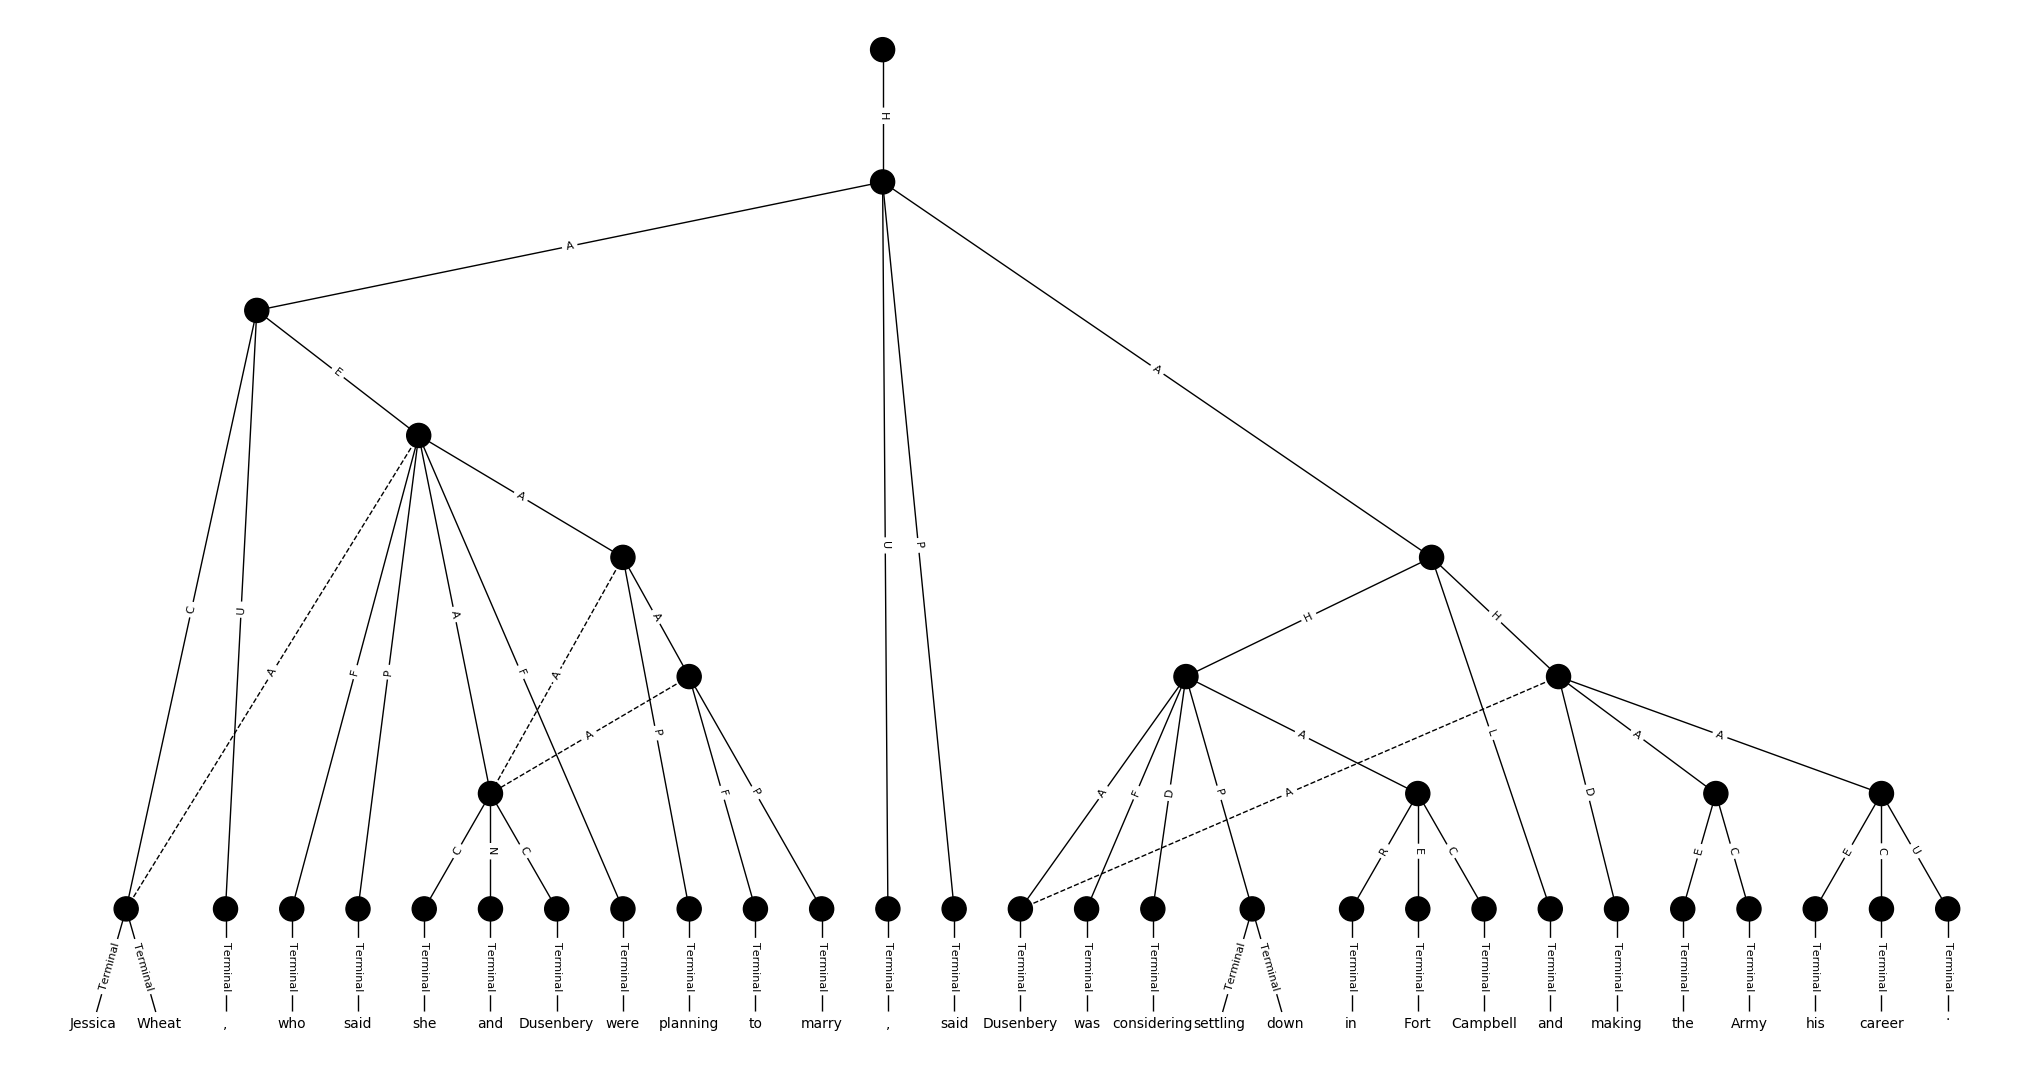 H
A
A
E
A
C
U
A
F
P
A
F
A
A
A
P
U
P
H
H
A
F
P
A
F
D
P
A
A
L
D
A
A
C
N
C
R
E
C
E
C
E
C
U
Terminal Terminal Terminal Terminal Terminal Terminal Terminal Terminal Terminal Terminal Terminal Terminal Terminal Terminal Terminal Terminal Terminal Terminal Terminal Terminal Terminal Terminal Terminal Terminal Terminal Terminal Terminal Terminal Terminal
Jessica Wheat , who said she and Dusenbery were planning to marry , said Dusenbery was considering settling down in Fort Campbell and making the Army his career .